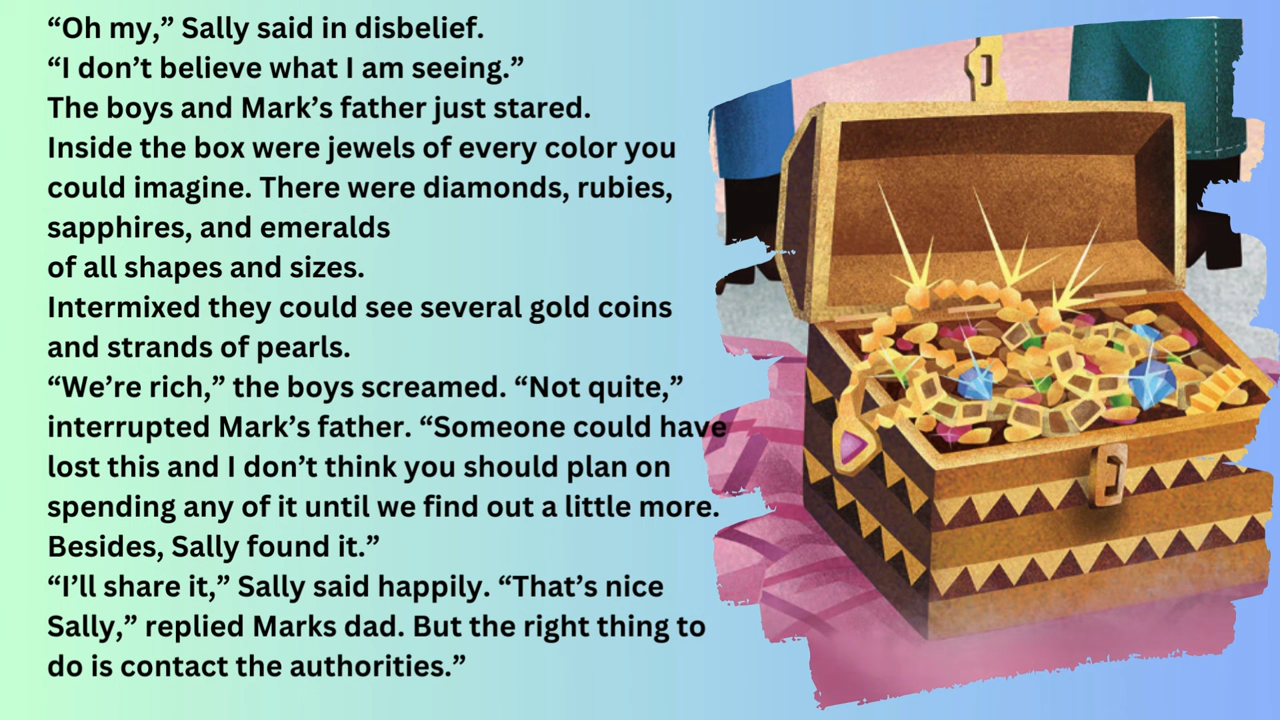 “Oh my,” Sally said in disbelief.
“I don’t believe what I am seeing.”
The boys and Mark’s father just stared.
Inside the box were jewels of every color you
could imagine. There were diamonds, rubies,
sapphires, and emeralds
of all shapes and sizes.
Intermixed they could see several gold coins
and strands of pearls.
“We’re rich,” the boys screamed. “Not quite,”
interrupted Mark’s father. “Someone could have
lost this and I don’t think you should plan on
spending any of it until we find out a little more.
Besides, Sally found it.”
“I’ll share it,” Sally said happily. “That’s nice
Sally,” replied Marks dad. But the right thing to
do is contact the authorities.”